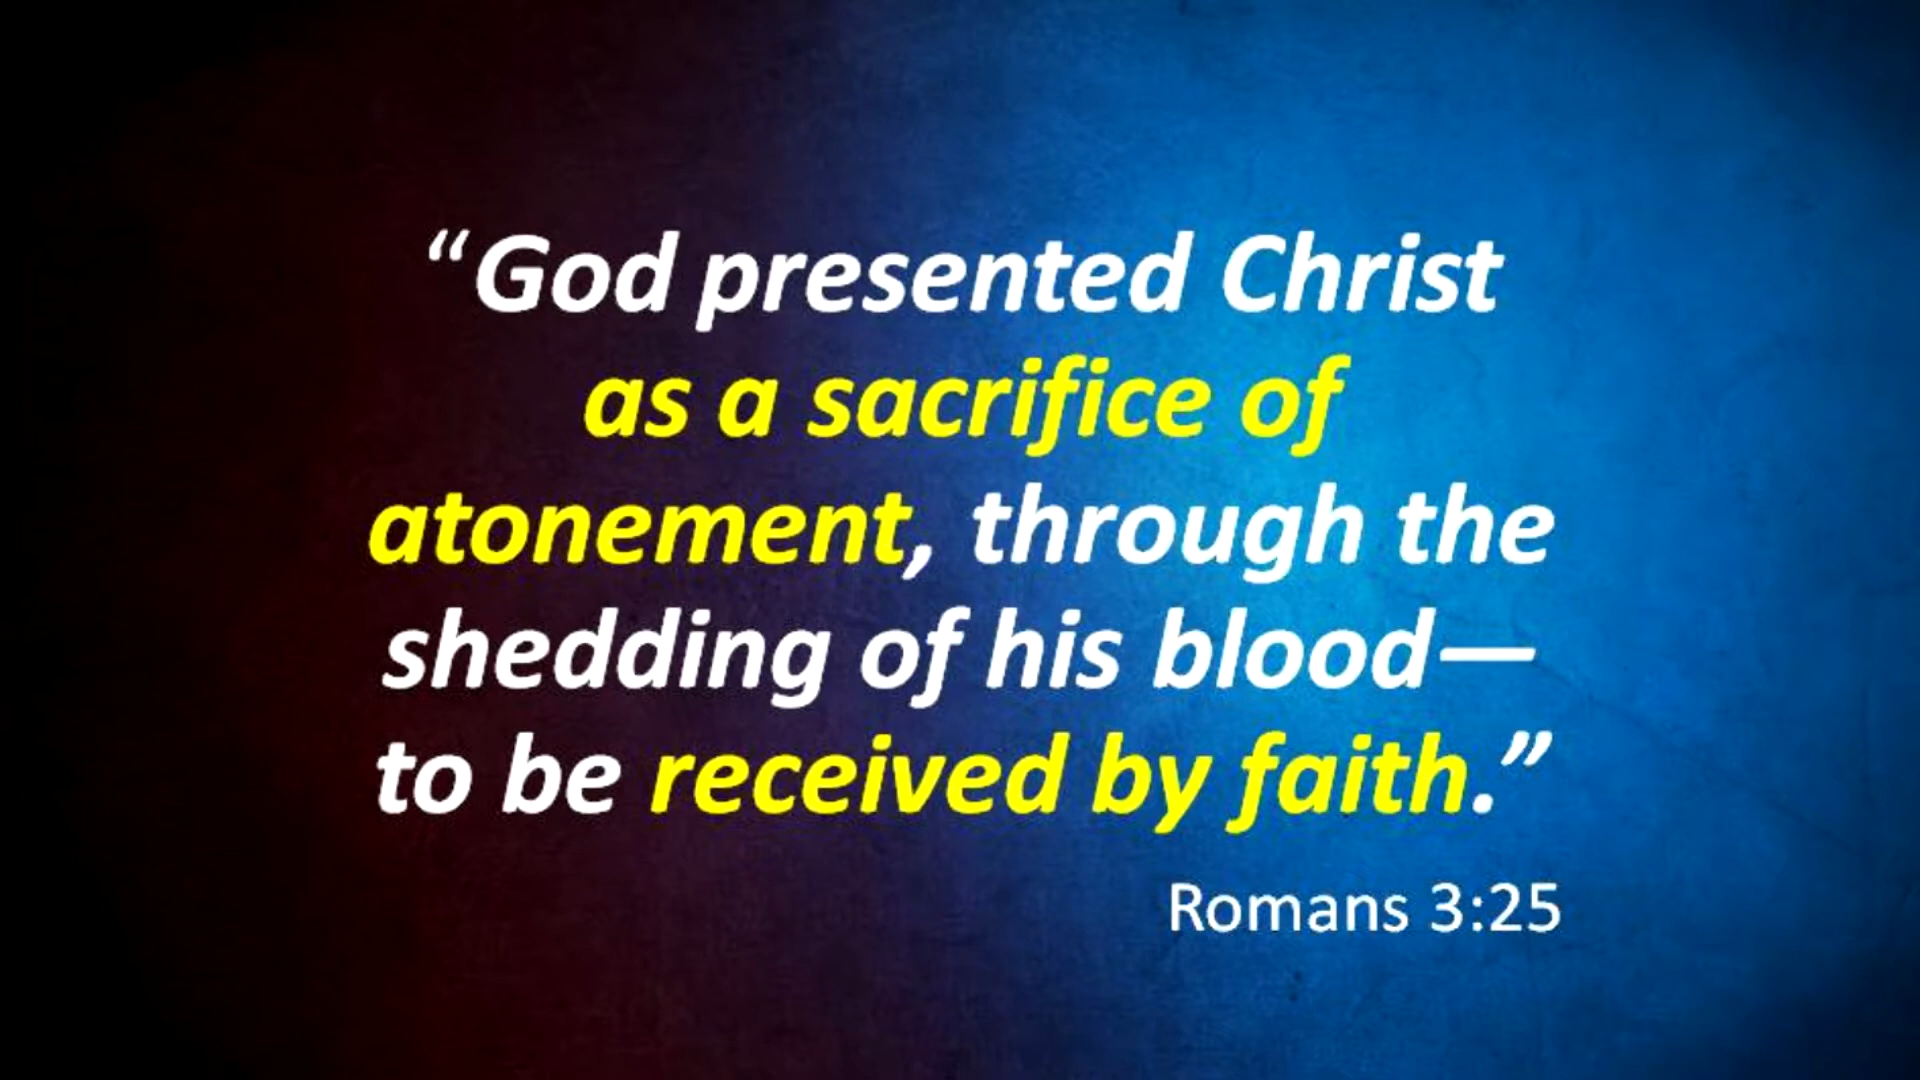 “God presented Christ
as a sacrifice of
atonement, through the
shedding of his blood—
to be received by faith.”
Romans 3:25